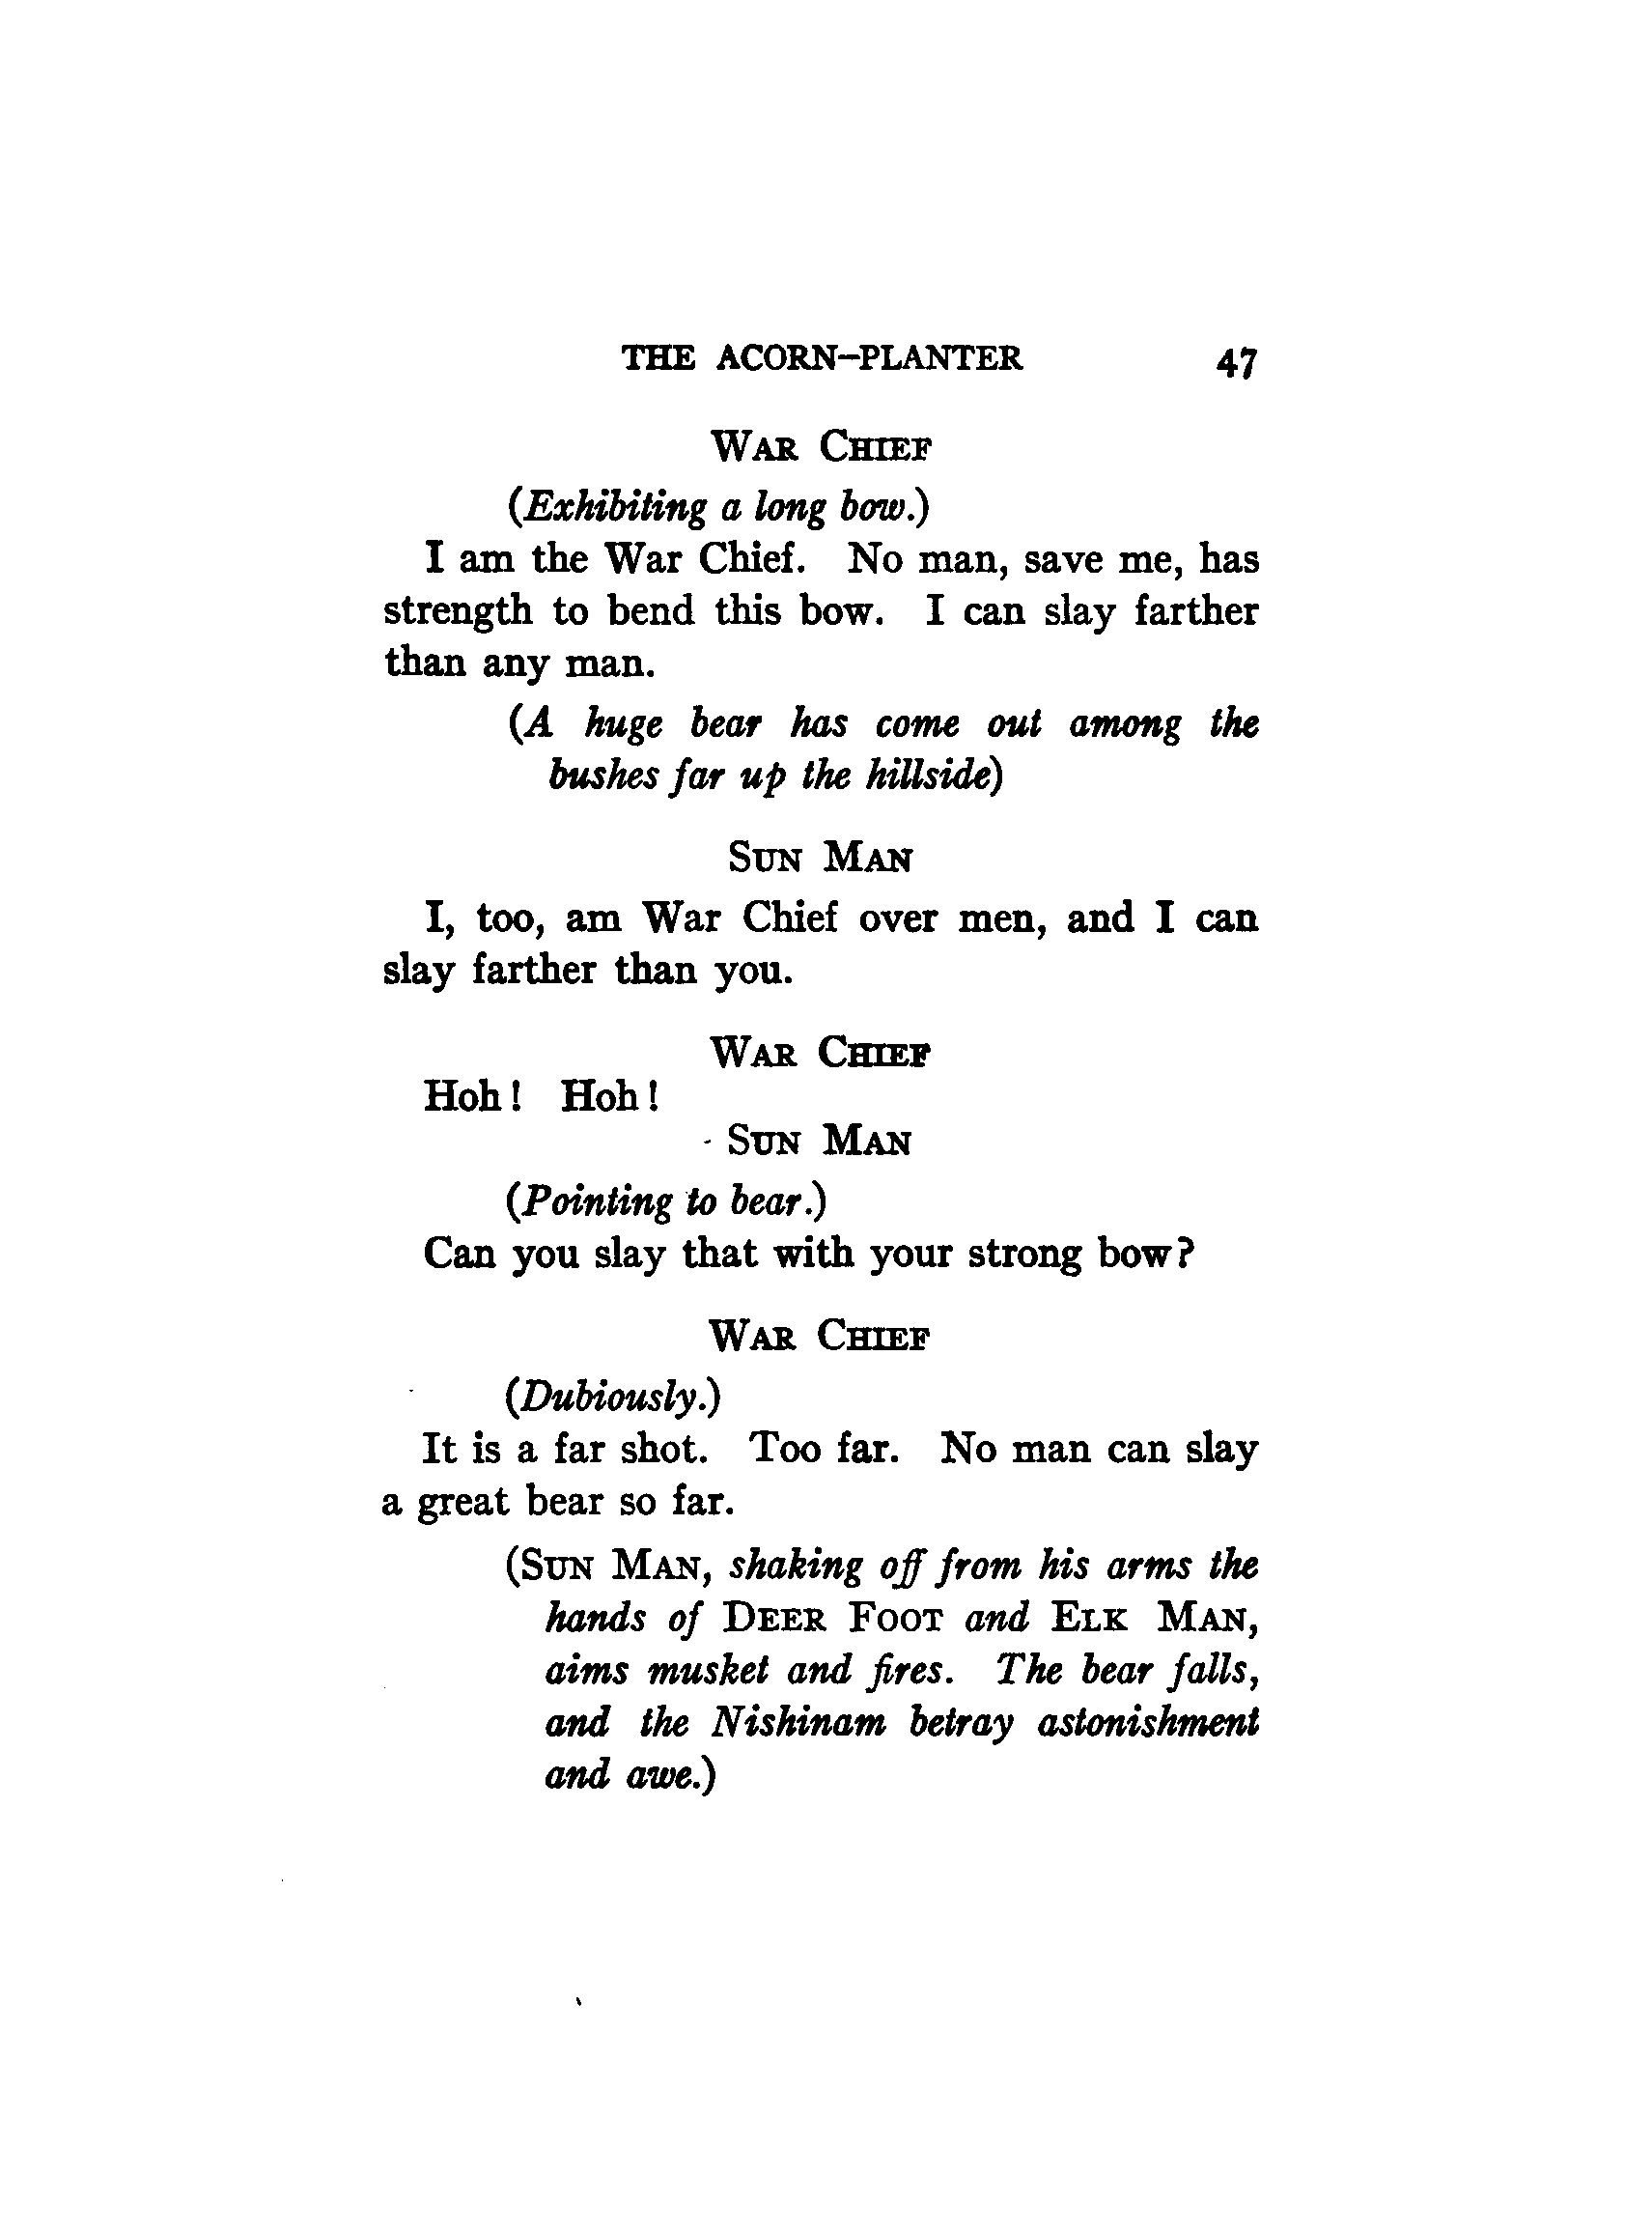 THE ACORN-PLANTER 47
WAR CHIEF
(Exhibiting a long bow.)
I am the War Chief. No man, save me, has
strength to bend this bow. I can slay farther
than any man.
(A huge bear has come out among the
bushes far up the hillside)
SUN MAN
I, too, am War Chief over men, and I can
slay farther than you.
WAR CHIEF
Hoh! Hoh!
SUN MAN
(Pointing to bear.)
Can you slay that with your strong bow?
WAR CHIEF
(Dubiously.)
It is a far shot. Too far. No man can slay
a great bear so far.
(SUN MAN, shaking off from his arms the
hands of DEER FOOT and ELK MAN,
aims musket and fires. The bear falls,
and the Nishinam betray astonishment
and awe.)